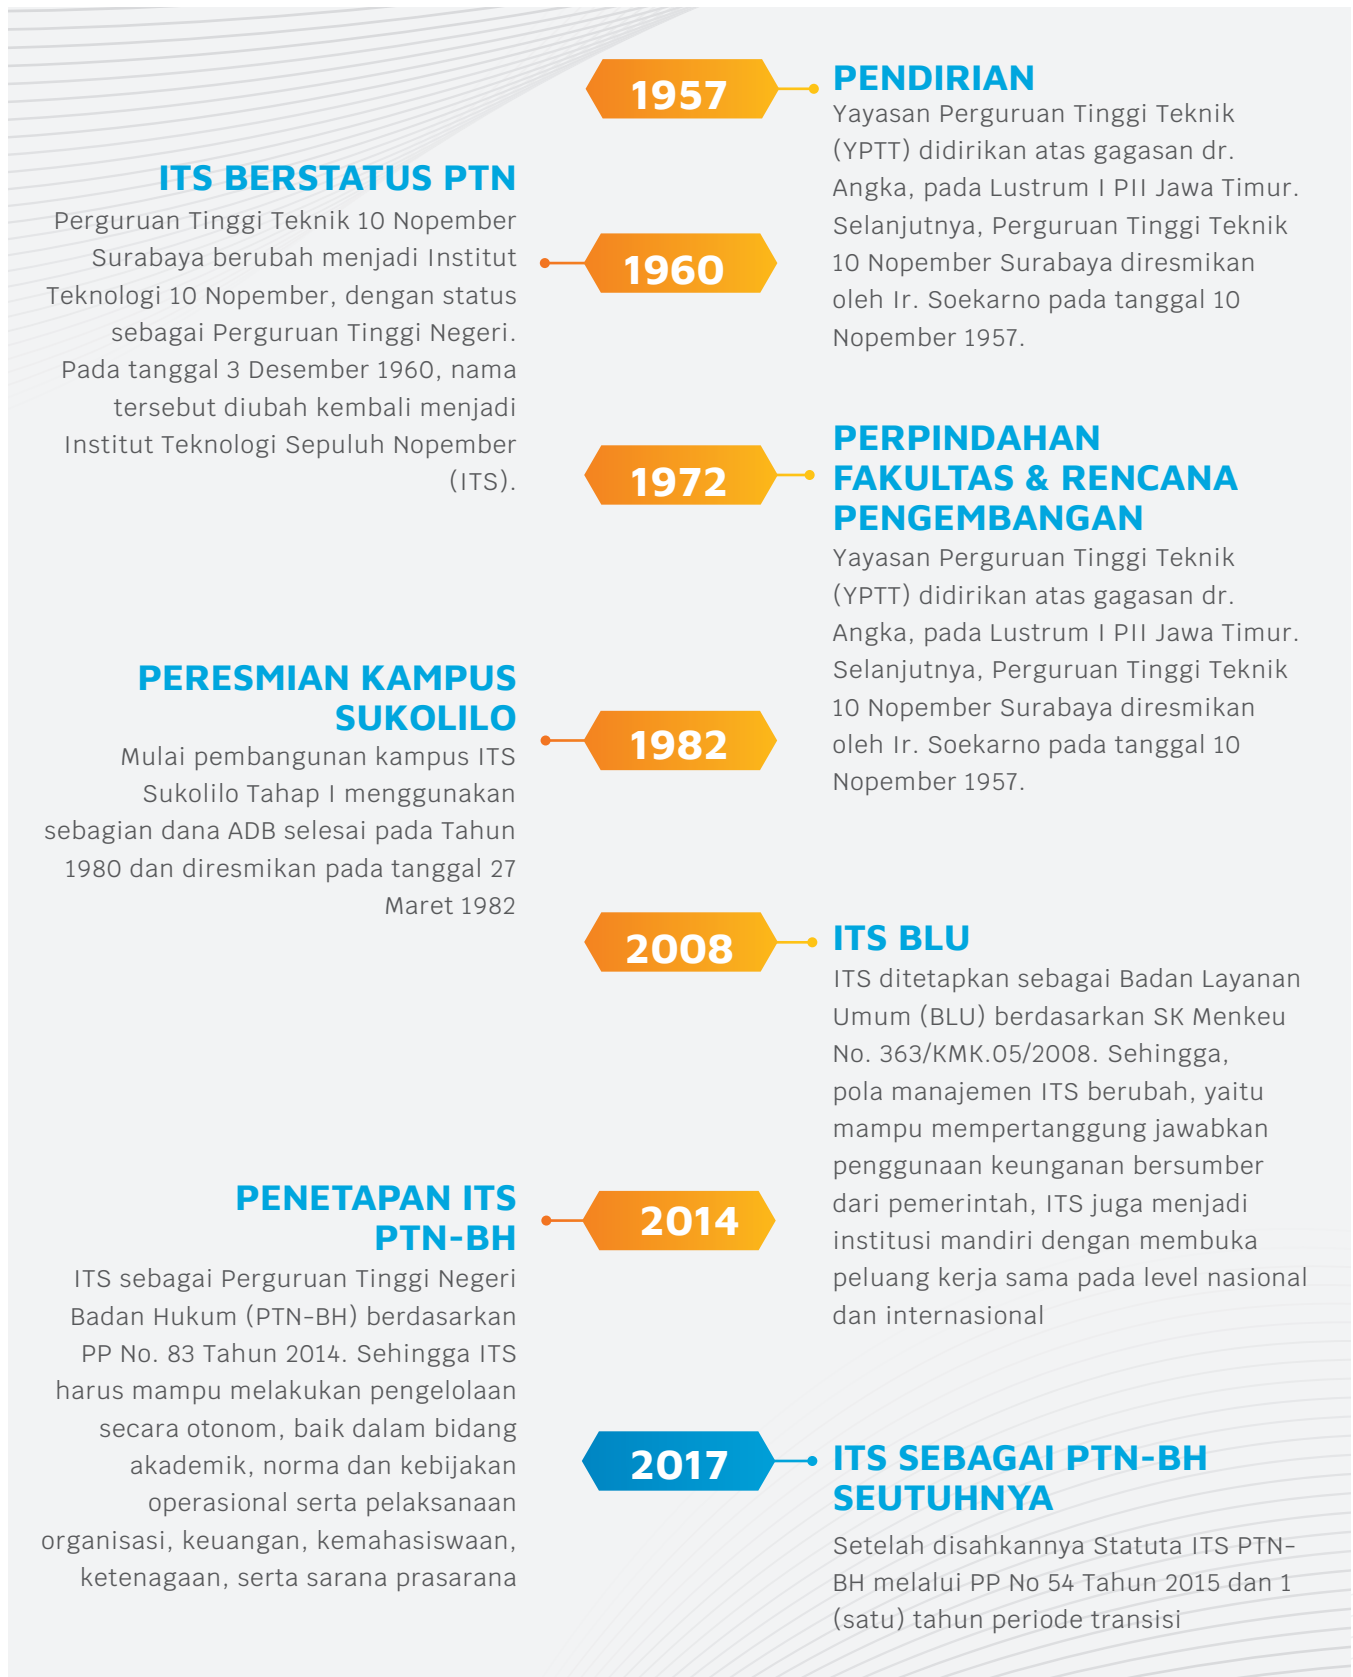 1957
PENDIRIAN
Yayasan Perguruan Tinggi Teknik
(YPTT) didirikan atas gagasan dr.
Angka, pada Lustrum I PII Jawa Timur.
Selanjutnya, Perguruan Tinggi Teknik
10 Nopember Surabaya diresmikan
oleh Ir. Soekarno pada tanggal 10
Nopember 1957.
1960
ITS BERSTATUS PTN
Perguruan Tinggi Teknik 10 Nopember
Surabaya berubah menjadi Institut
Teknologi 10 Nopember, dengan status
sebagai Perguruan Tinggi Negeri.
Pada tanggal 3 Desember 1960, nama
tersebut diubah kembali menjadi
Institut Teknologi Sepuluh Nopember
(ITS).
1972
PERPINDAHAN
FAKULTAS & RENCANA
PENGEMBANGAN
Yayasan Perguruan Tinggi Teknik
(YPTT) didirikan atas gagasan dr.
Angka, pada Lustrum I PII Jawa Timur.
Selanjutnya, Perguruan Tinggi Teknik
10 Nopember Surabaya diresmikan
oleh Ir. Soekarno pada tanggal 10
Nopember 1957.
1982
PERESMIAN KAMPUS
SUKOLILO
Mulai pembangunan kampus ITS
Sukolilo Tahap I menggunakan
sebagian dana ADB selesai pada Tahun
1980 dan diresmikan pada tanggal 27
Maret 1982
2008
ITS BLU
ITS ditetapkan sebagai Badan Layanan
Umum (BLU) berdasarkan SK Menkeu
No. 363/KMK.05/2008. Sehingga,
pola manajemen ITS berubah, yaitu
mampu mempertanggung jawabkan
penggunaan keunganan bersumber
dari pemerintah, ITS juga menjadi
institusi mandiri dengan membuka
peluang kerja sama pada level nasional
dan internasional
2014
PENETAPAN ITS
PTN-BH
ITS sebagai Perguruan Tinggi Negeri
Badan Hukum (PTN-BH) berdasarkan
PP No. 83 Tahun 2014. Sehingga ITS
harus mampu melakukan pengelolaan
secara otonom, baik dalam bidang
akademik, norma dan kebijakan
operasional serta pelaksanaan
organisasi, keuangan, kemahasiswaan,
ketenagaan, serta sarana prasarana
2017
ITS SEBAGAI PTN-BH
SEUTUHNYA
Setelah disahkannya Statuta ITS PTN-
BH melalui PP No 54 Tahun 2015 dan 1
(satu) tahun periode transisi